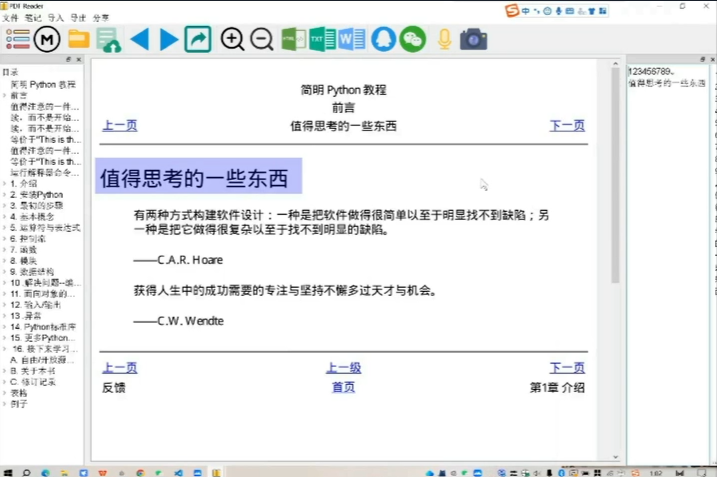 PDF Reader
文件 笔记 导入 导出 分享
目录
简明 Python 教程
前言
值得注意的一件...
读，而不是开始...
读，而不是开始...
等价于"This is th...
值得注意的一件...
等价于"This is th...
运行解释器命令...
1. 介绍
2. 安装Python
3. 最初的步骤
4. 基本概念
5. 运算符与表达式
6. 控制流
7. 函数
8. 模块
9. 数据结构
10. 解决问题--编...
11. 面向对象的...
12. 输入/输出
13. 异常
14. Python标准库
15. 更多Python...
16. 接下来学习...
A. 自由/开放源...
B. 关于本书
C. 修订记录
表格
例子
简明 Python 教程
前言
上一页 值得思考的一些东西 下一页
值得思考的一些东西
有两种方式构建软件设计：一种是把软件做得很简单以至于明显找不到缺陷；另
一种是把它做得很复杂以至于找不到明显的缺陷。
——C.A.R. Hoare
获得人生中的成功需要的专注与坚持不懈多过天才与机会。
——C.W. Wendte
上一页 上一级 下一页
反馈 首页 第1章 介绍
123456789。
值得思考的一些东西